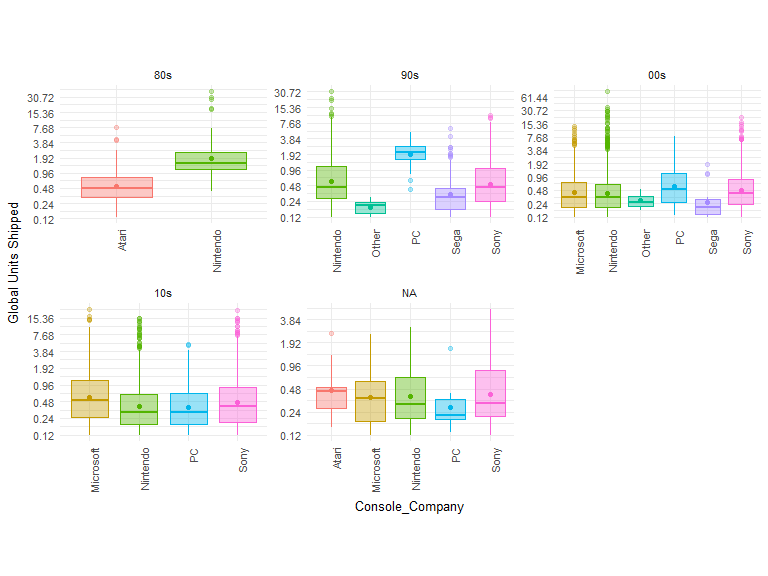 80s
90s
00s
30.72
15.36
7.68
3.84
1.92
0.96
0.48
0.24
0.12
30.72
15.36
7.68
3.84
1.92
0.96
0.48
0.24
0.12
61.44
30.72
15.36
7.68
3.84
1.92
0.96
0.48
0.24
0.12
Atari
Nintendo
Nintendo
Other
PC
Sega
Sony
Microsoft
Nintendo
Other
PC
Sega
Sony
Global Units Shipped
10s
NA
15.36
7.68
3.84
1.92
0.96
0.48
0.24
0.12
3.84
1.92
0.96
0.48
0.24
0.12
Microsoft
Nintendo
PC
Sony
Atari
Microsoft
Nintendo
PC
Sony
Console_Company